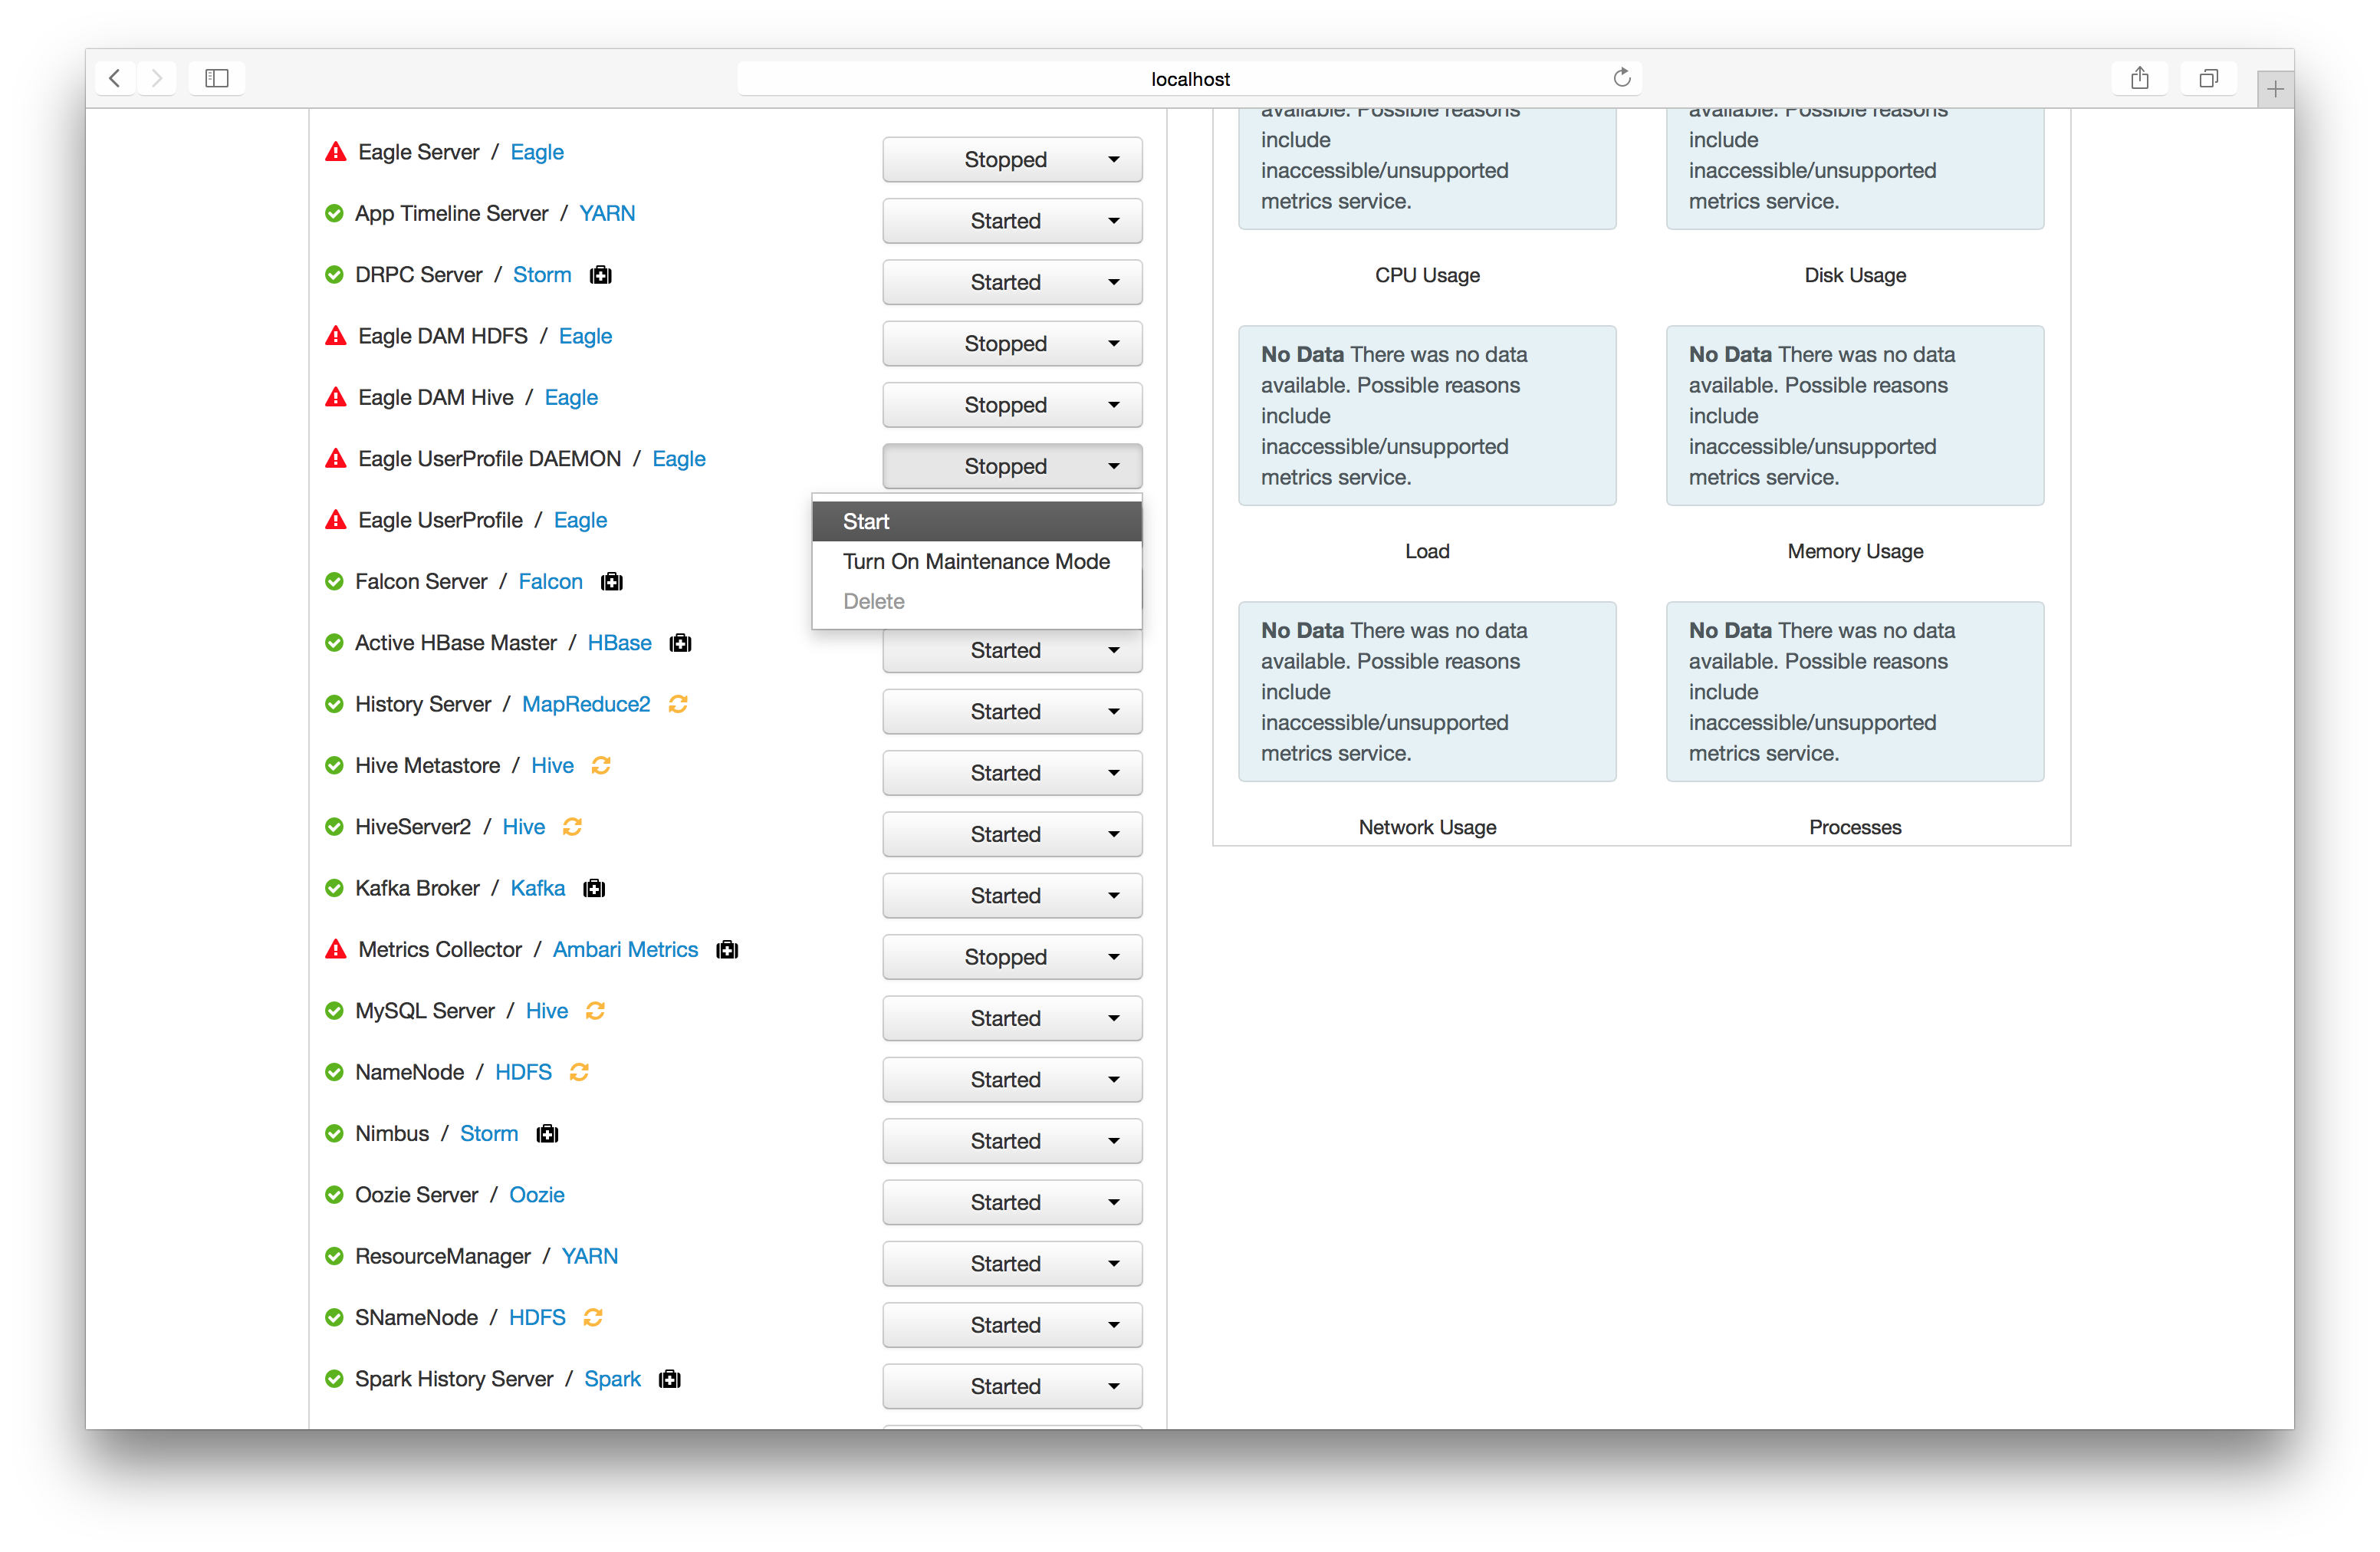 localhost
Eagle Server / Eagle
Stopped
App Timeline Server / YARN
Started
DRPC Server / Storm
Started
Eagle DAM HDFS / Eagle
Stopped
Eagle DAM Hive / Eagle
Stopped
Eagle UserProfile DAEMON / Eagle
Stopped
Start
Turn On Maintenance Mode
Delete
Eagle UserProfile / Eagle
Falcon Server / Falcon
Active HBase Master / HBase
Started
History Server / MapReduce2
Started
Hive Metastore / Hive
Started
HiveServer2 / Hive
Started
Kafka Broker / Kafka
Started
Metrics Collector / Ambari Metrics
Stopped
MySQL Server / Hive
Started
NameNode / HDFS
Started
Nimbus / Storm
Started
Oozie Server / Oozie
Started
ResourceManager / YARN
Started
SNameNode / HDFS
Started
Spark History Server / Spark
Started
available. Possible reasons
include
inaccessible/unsupported
metrics service.
CPU Usage
available. Possible reasons
include
inaccessible/unsupported
metrics service.
Disk Usage
No Data There was no data
available. Possible reasons
include
inaccessible/unsupported
metrics service.
Load
No Data There was no data
available. Possible reasons
include
inaccessible/unsupported
metrics service.
Memory Usage
No Data There was no data
available. Possible reasons
include
inaccessible/unsupported
metrics service.
Network Usage
No Data There was no data
available. Possible reasons
include
inaccessible/unsupported
metrics service.
Processes